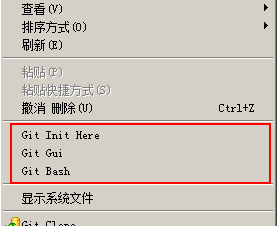 查看(V)
排序方式(O)
刷新(E)
粘贴(P)
粘贴快捷方式(S)
撤消 删除(U) Ctrl+Z
Git Init Here
Git Gui
Git Bash
显示系统文件
Git Clone